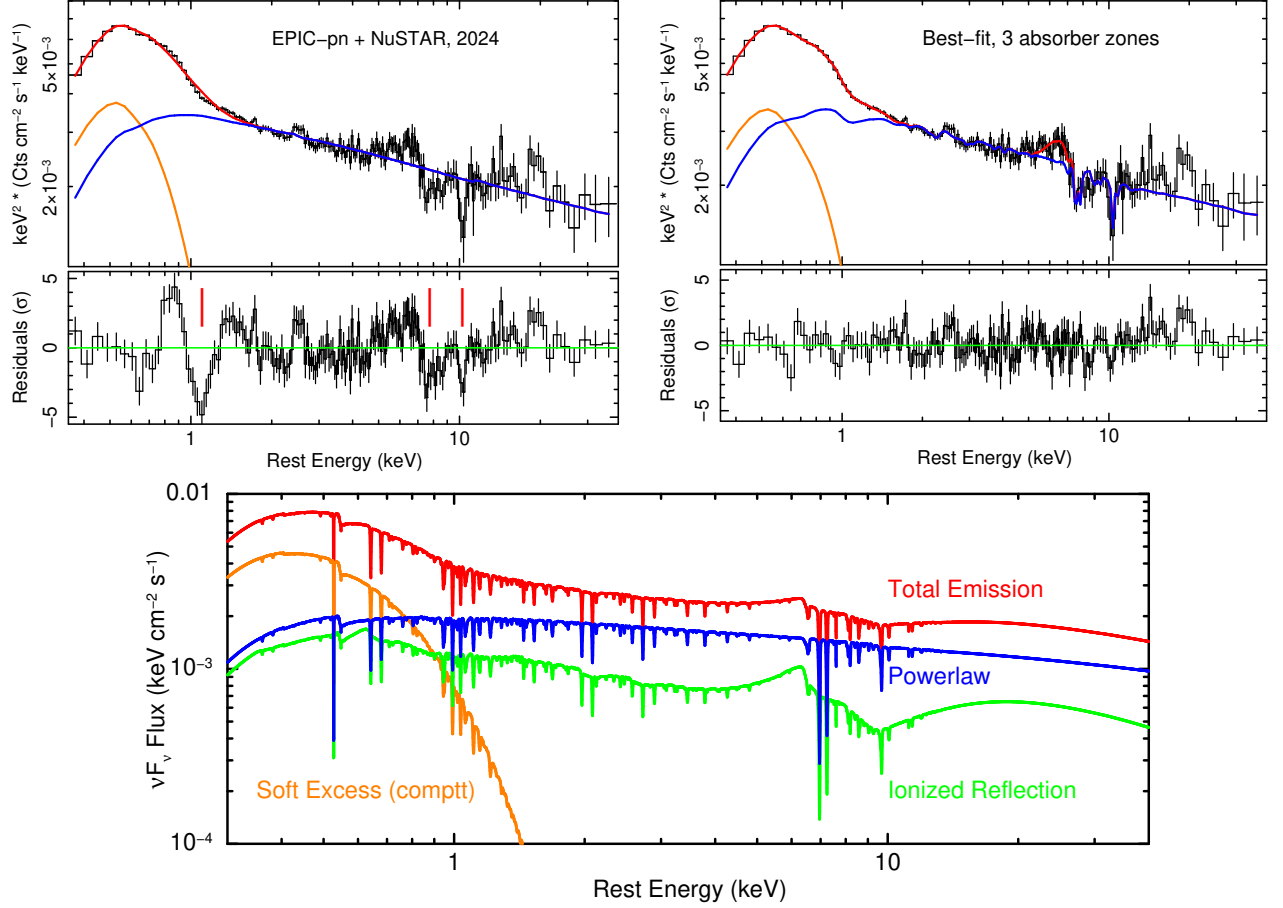 EPIC−pn + NuSTAR, 2024
keV² * (Cts cm⁻² s⁻¹ keV⁻¹)
5×10⁻³
2×10⁻³
Residuals (σ)
5
0
−5
1
10
Rest Energy (keV)
Best−fit, 3 absorber zones
keV² * (Cts cm⁻² s⁻¹ keV⁻¹)
5×10⁻³
2×10⁻³
Residuals (σ)
5
0
−5
1
10
Rest Energy (keV)
νFν Flux (keV cm⁻² s⁻¹)
0.01
10⁻³
10⁻⁴
Total Emission
Powerlaw
Soft Excess (comptt)
Ionized Reflection
1
10
Rest Energy (keV)